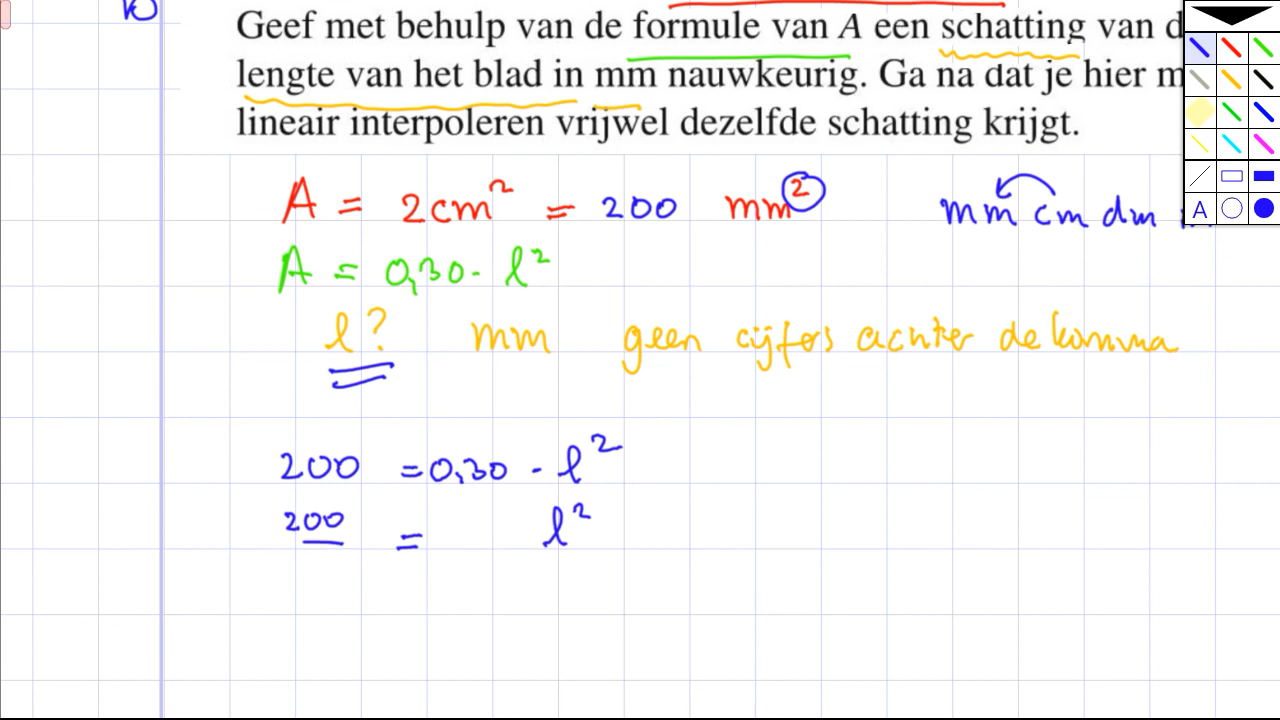 Geef met behulp van de formule van A een schatting van d
lengte van het blad in mm nauwkeurig. Ga na dat je hier m
lineair interpoleren vrijwel dezelfde schatting krijgt.
A = 2cm² = 200 mm² mm cm dm
A = 0,30 · l²
l? mm geen cijfers achter de komma
200 = 0,30 · l²
200 = l²
A